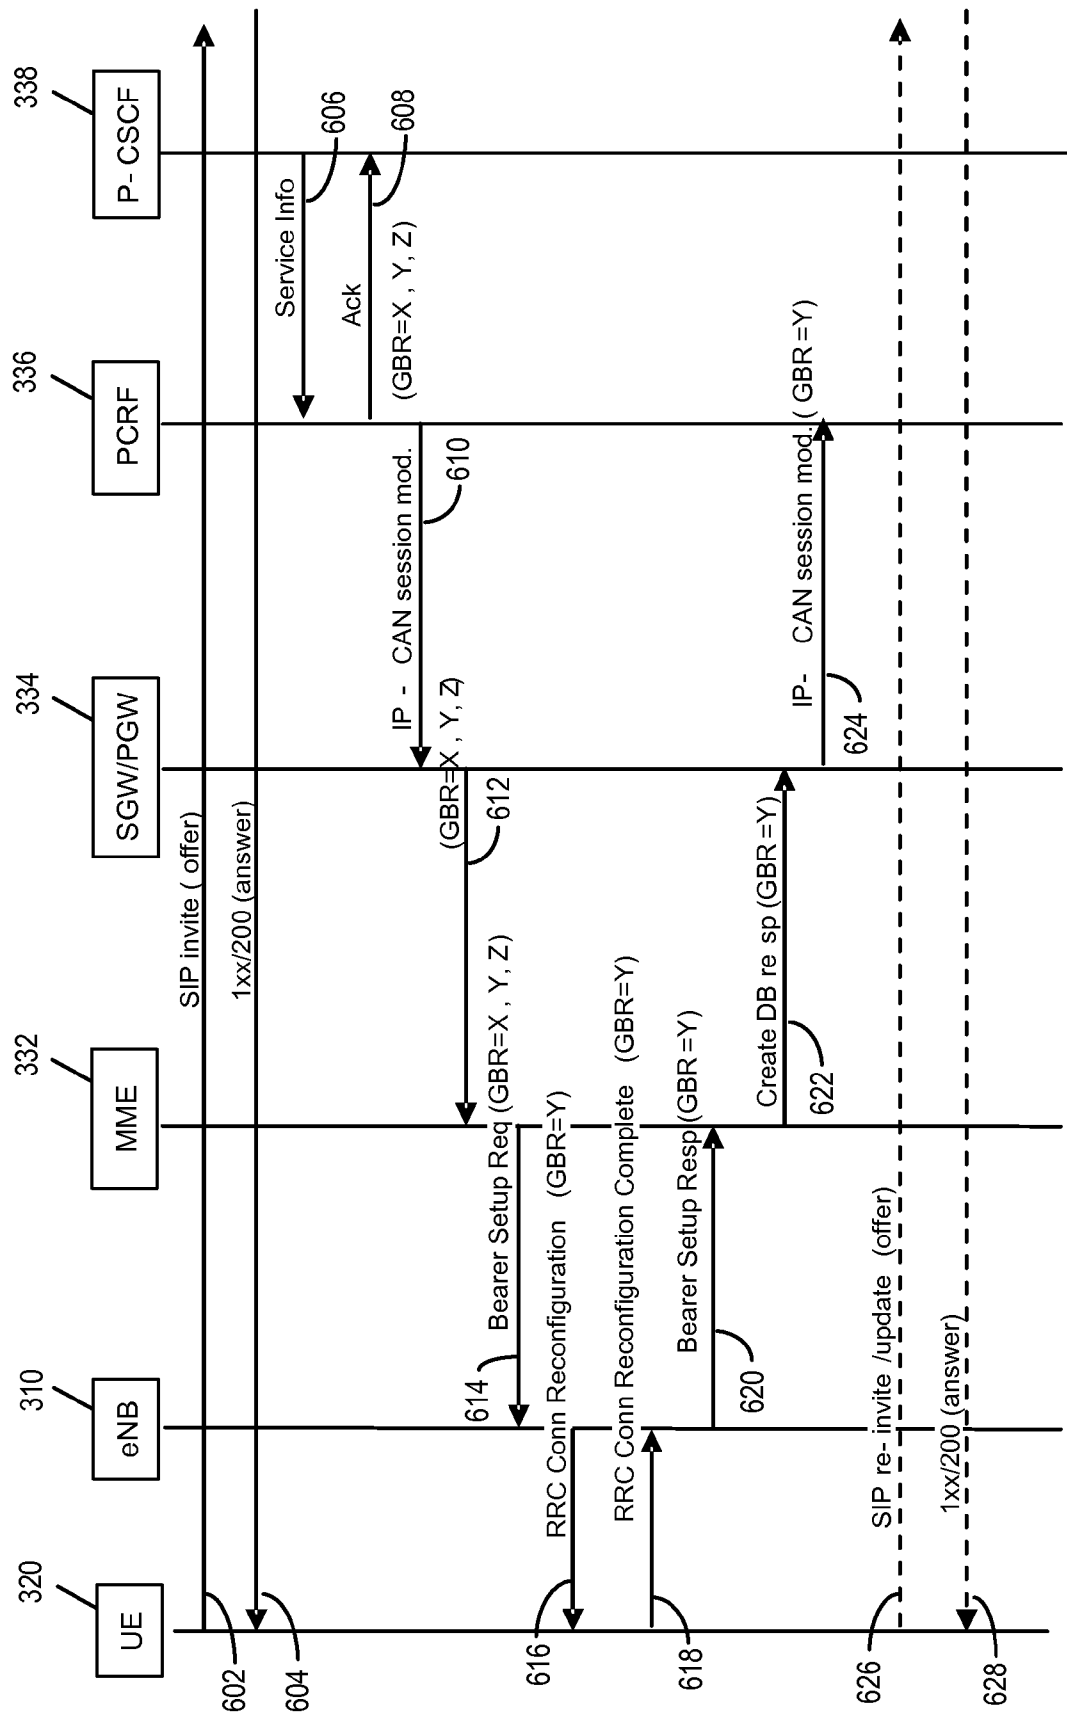 320
310
332
334
336
338
UE
eNB
MME
SGW/PGW
PCRF
P- CSCF
SIP invite ( offer)
602
1xx/200 (answer)
604
Service Info
606
Ack
608
(GBR=X , Y, Z)
IP - CAN session mod.
610
(GBR=X , Y, Z)
612
Bearer Setup Req (GBR=X , Y, Z)
614
RRC Conn Reconfiguration (GBR=Y)
616
RRC Conn Reconfiguration Complete (GBR=Y)
618
Bearer Setup Resp (GBR=Y)
620
Create DB re sp (GBR =Y)
622
IP- CAN session mod. ( GBR =Y)
624
SIP re- invite /update (offer)
626
1xx/200 (answer)
628